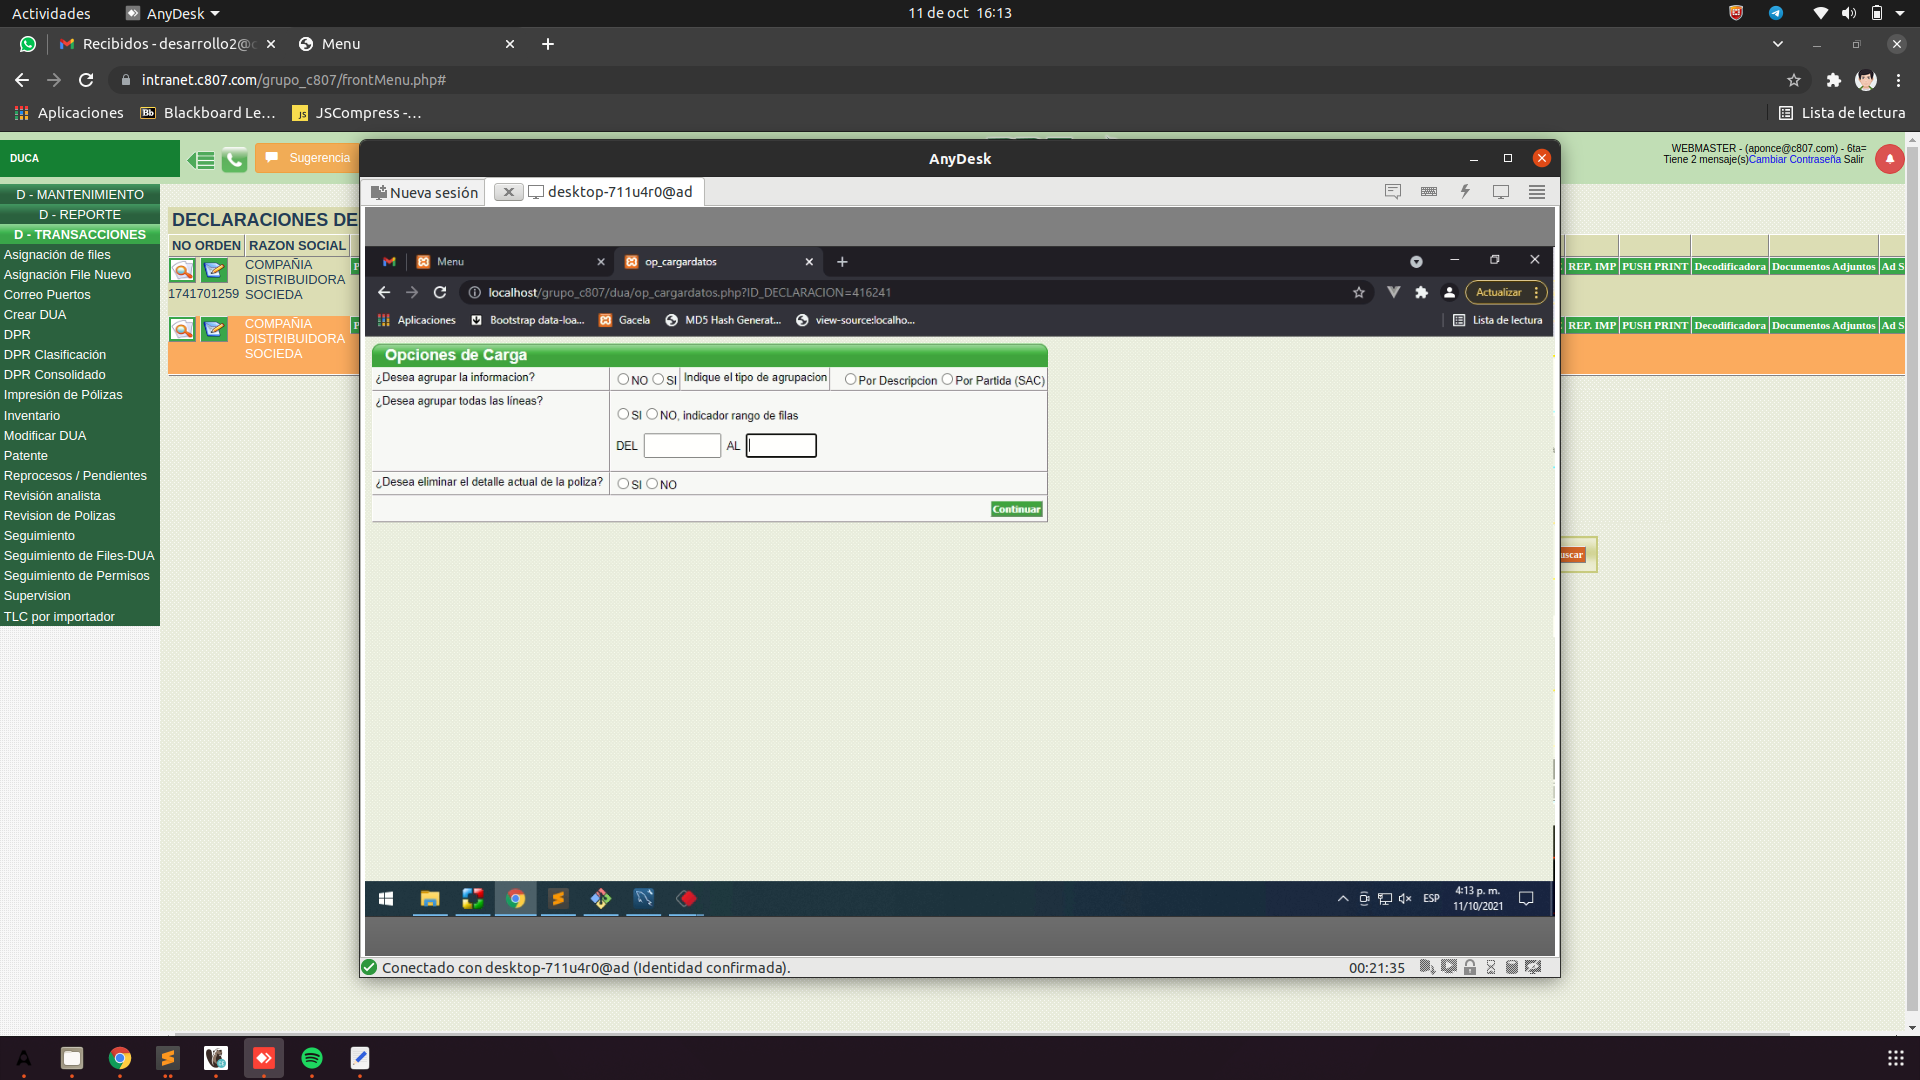 Actividades
AnyDesk
11 de oct 16:13
Recibidos - desarrollo2@c
Menu
intranet.c807.com/grupo_c807/frontMenu.php#
Aplicaciones
Bb
Blackboard Le...
JS
JSCompress -...
Lista de lectura
DUCA
Sugerencia
WEBMASTER - (aponce@c807.com) - 6ta=
Tiene 2 mensaje(s)Cambiar Contraseña Salir
D - MANTENIMIENTO
D - REPORTE
D - TRANSACCIONES
Asignación de files
Asignación File Nuevo
Correo Puertos
Crear DUA
DPR
DPR Clasificación
DPR Consolidado
Impresión de Pólizas
Inventario
Modificar DUA
Patente
Reprocesos / Pendientes
Revisión analista
Revision de Polizas
Seguimiento
Seguimiento de Files-DUA
Seguimiento de Permisos
Supervision
TLC por importador
DECLARACIONES DE
NO ORDEN
RAZON SOCIAL
1741701259
COMPAÑIA
DISTRIBUIDORA
SOCIEDA
COMPAÑIA
DISTRIBUIDORA
SOCIEDA
REP. IMP
PUSH PRINT
Decodificadora
Documentos Adjuntos
Ad S
REP. IMP
PUSH PRINT
Decodificadora
Documentos Adjuntos
Ad S
uscar
AnyDesk
Nueva sesión
desktop-711u4r0@ad
Menu
op_cargardatos
localhost/grupo_c807/dua/op_cargardatos.php?ID_DECLARACION=416241
Actualizar
Aplicaciones
Bootstrap data-loa...
Gacela
MD5 Hash Generat...
view-source:localho...
Lista de lectura
Opciones de Carga
¿Desea agrupar la informacion?
NO
SI
Indique el tipo de agrupacion
Por Descripcion
Por Partida (SAC)
¿Desea agrupar todas las líneas?
SI
NO, indicador rango de filas
DEL
AL
¿Desea eliminar el detalle actual de la poliza?
SI
NO
Continuar
ESP
4:13 p. m.
11/10/2021
Conectado con desktop-711u4r0@ad (Identidad confirmada).
00:21:35